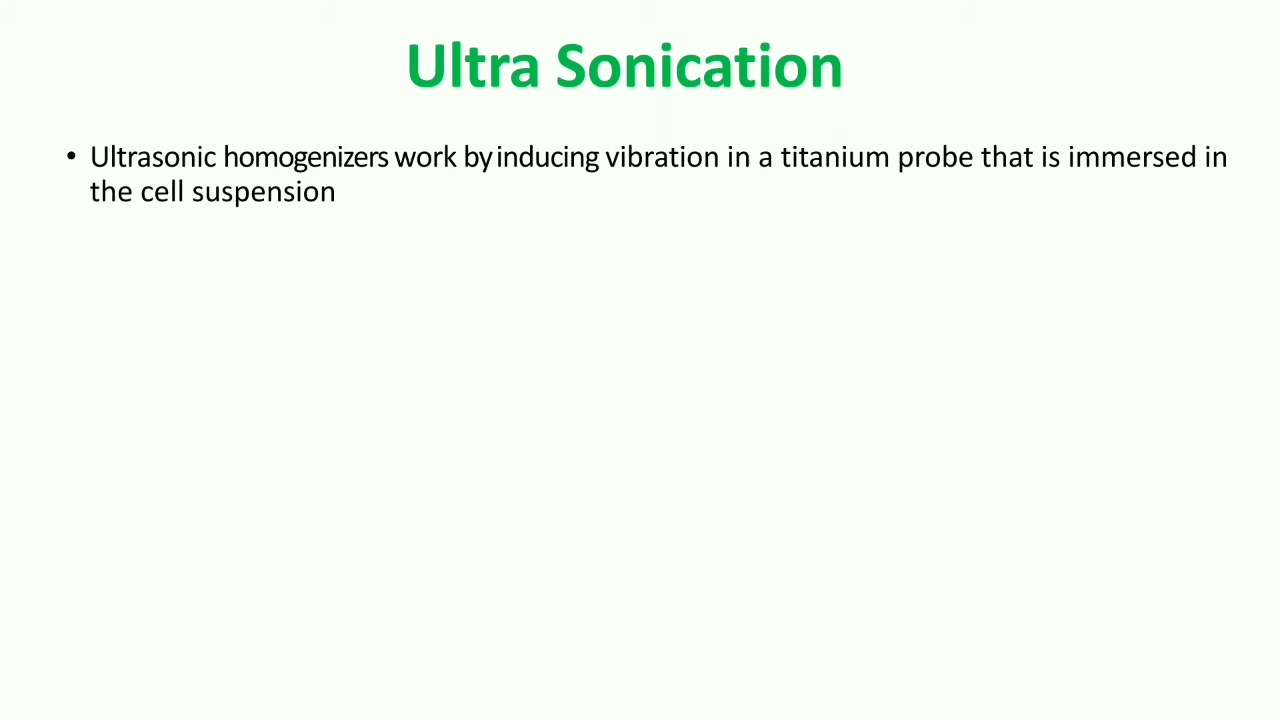 Ultra Sonication
• Ultrasonic homogenizers work by inducing vibration in a titanium probe that is immersed in
the cell suspension